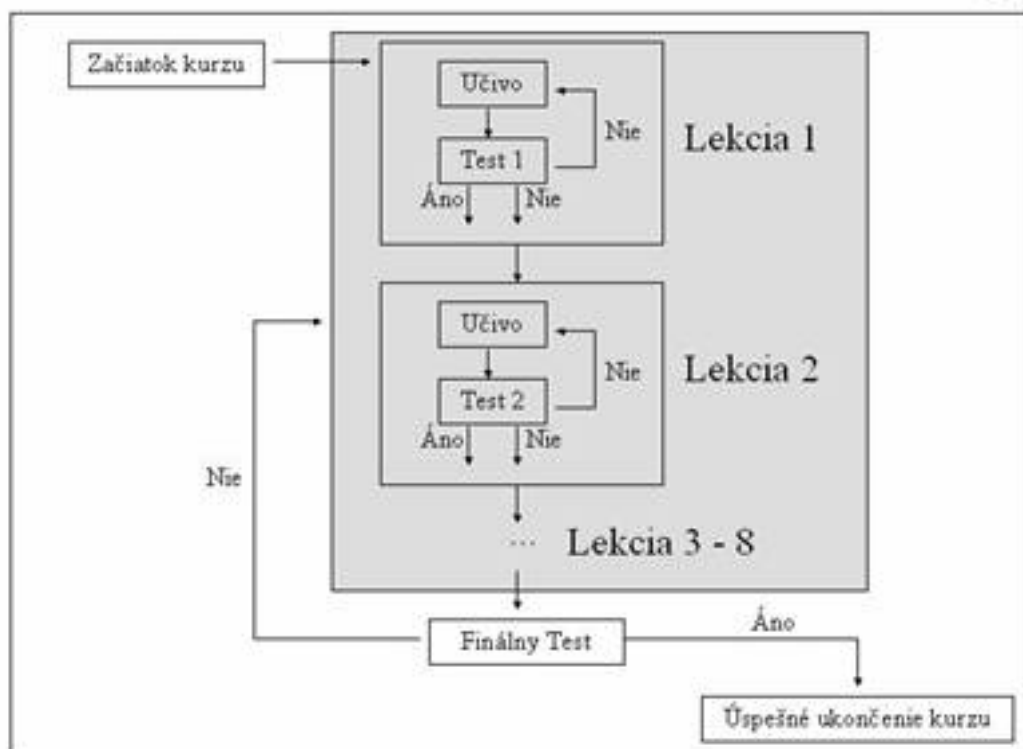 Začiatok kurzu
Učivo
Nie
Test 1
Lekcia 1
Áno
Nie
Učivo
Nie
Test 2
Lekcia 2
Áno
Nie
Nie
... Lekcia 3 - 8
Finálny Test
Áno
Úspešné ukončenie kurzu